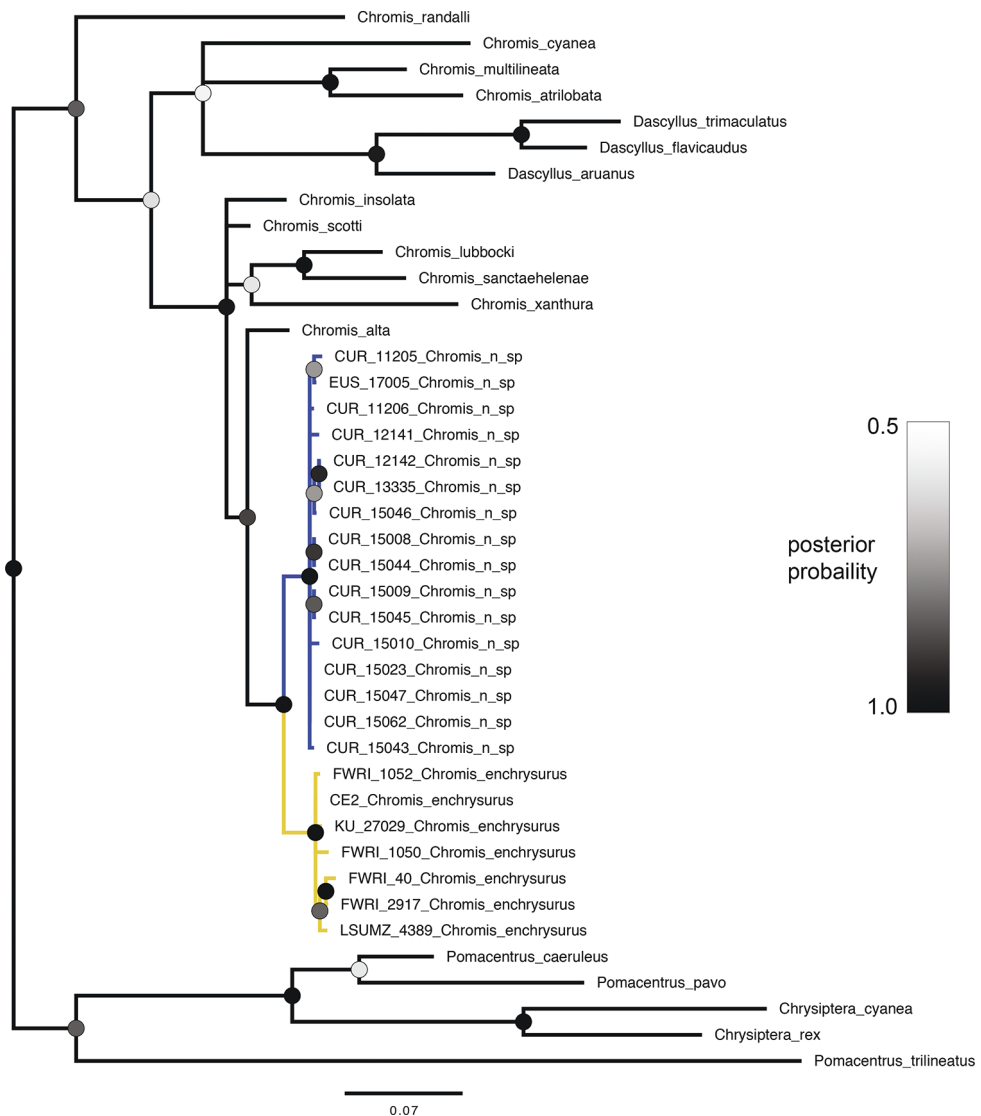 Chromis_randalli
Chromis_cyanea
Chromis_multilineata
Chromis_atrilobata
Dascyllus_trimaculatus
Dascyllus_flavicaudus
Dascyllus_aruanus
Chromis_insolata
Chromis_scotti
Chromis_lubbocki
Chromis_sanctaehelenae
Chromis_xanthura
Chromis_alta
CUR_11205_Chromis_n_sp
EUS_17005_Chromis_n_sp
CUR_11206_Chromis_n_sp
CUR_12141_Chromis_n_sp
CUR_12142_Chromis_n_sp
CUR_13335_Chromis_n_sp
CUR_15046_Chromis_n_sp
CUR_15008_Chromis_n_sp
CUR_15044_Chromis_n_sp
CUR_15009_Chromis_n_sp
CUR_15045_Chromis_n_sp
CUR_15010_Chromis_n_sp
CUR_15023_Chromis_n_sp
CUR_15047_Chromis_n_sp
CUR_15062_Chromis_n_sp
CUR_15043_Chromis_n_sp
FWRI_1052_Chromis_enchrysurus
CE2_Chromis_enchrysurus
KU_27029_Chromis_enchrysurus
FWRI_1050_Chromis_enchrysurus
FWRI_40_Chromis_enchrysurus
FWRI_2917_Chromis_enchrysurus
LSUMZ_4389_Chromis_enchrysurus
Pomacentrus_caeruleus
Pomacentrus_pavo
Chrysiptera_cyanea
Chrysiptera_rex
Pomacentrus_trilineatus
0.07
0.5
posterior
probaility
1.0